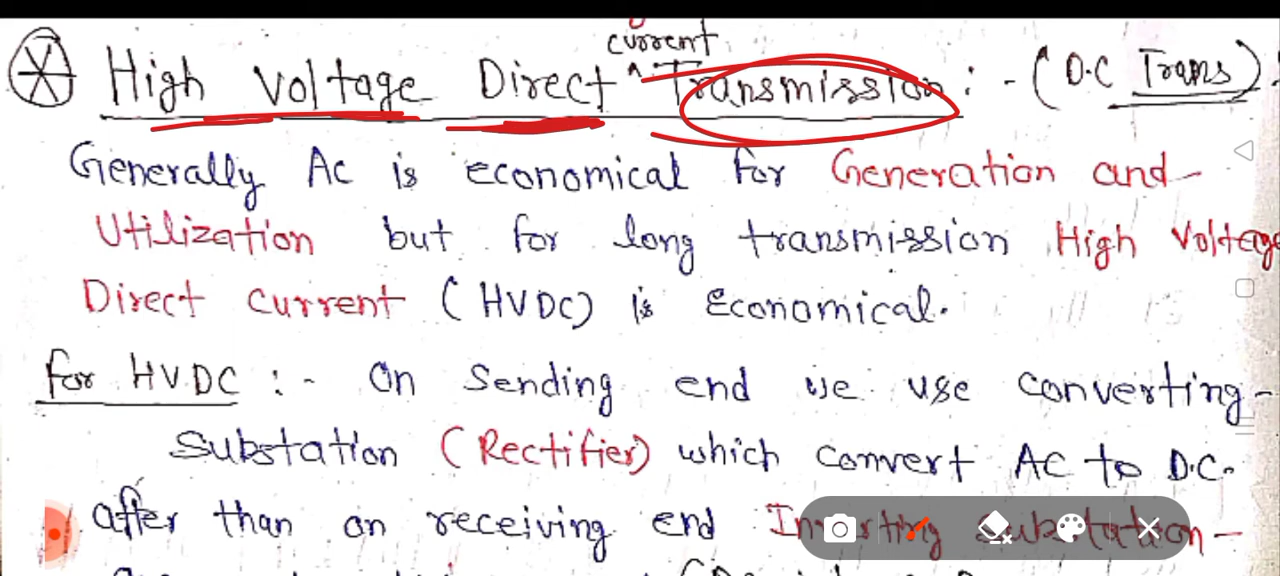 High Voltage Direct ^ current Transmission : - (D.C Trans)
Generally AC is economical for Generation and
Utilization but for long transmission High Voltage
Direct Current (HVDC) is Economical.
for HVDC : - On Sending end we use converting-
Substation (Rectifier) which convert AC to D.C.
after than on receiving end Inverting Substation-